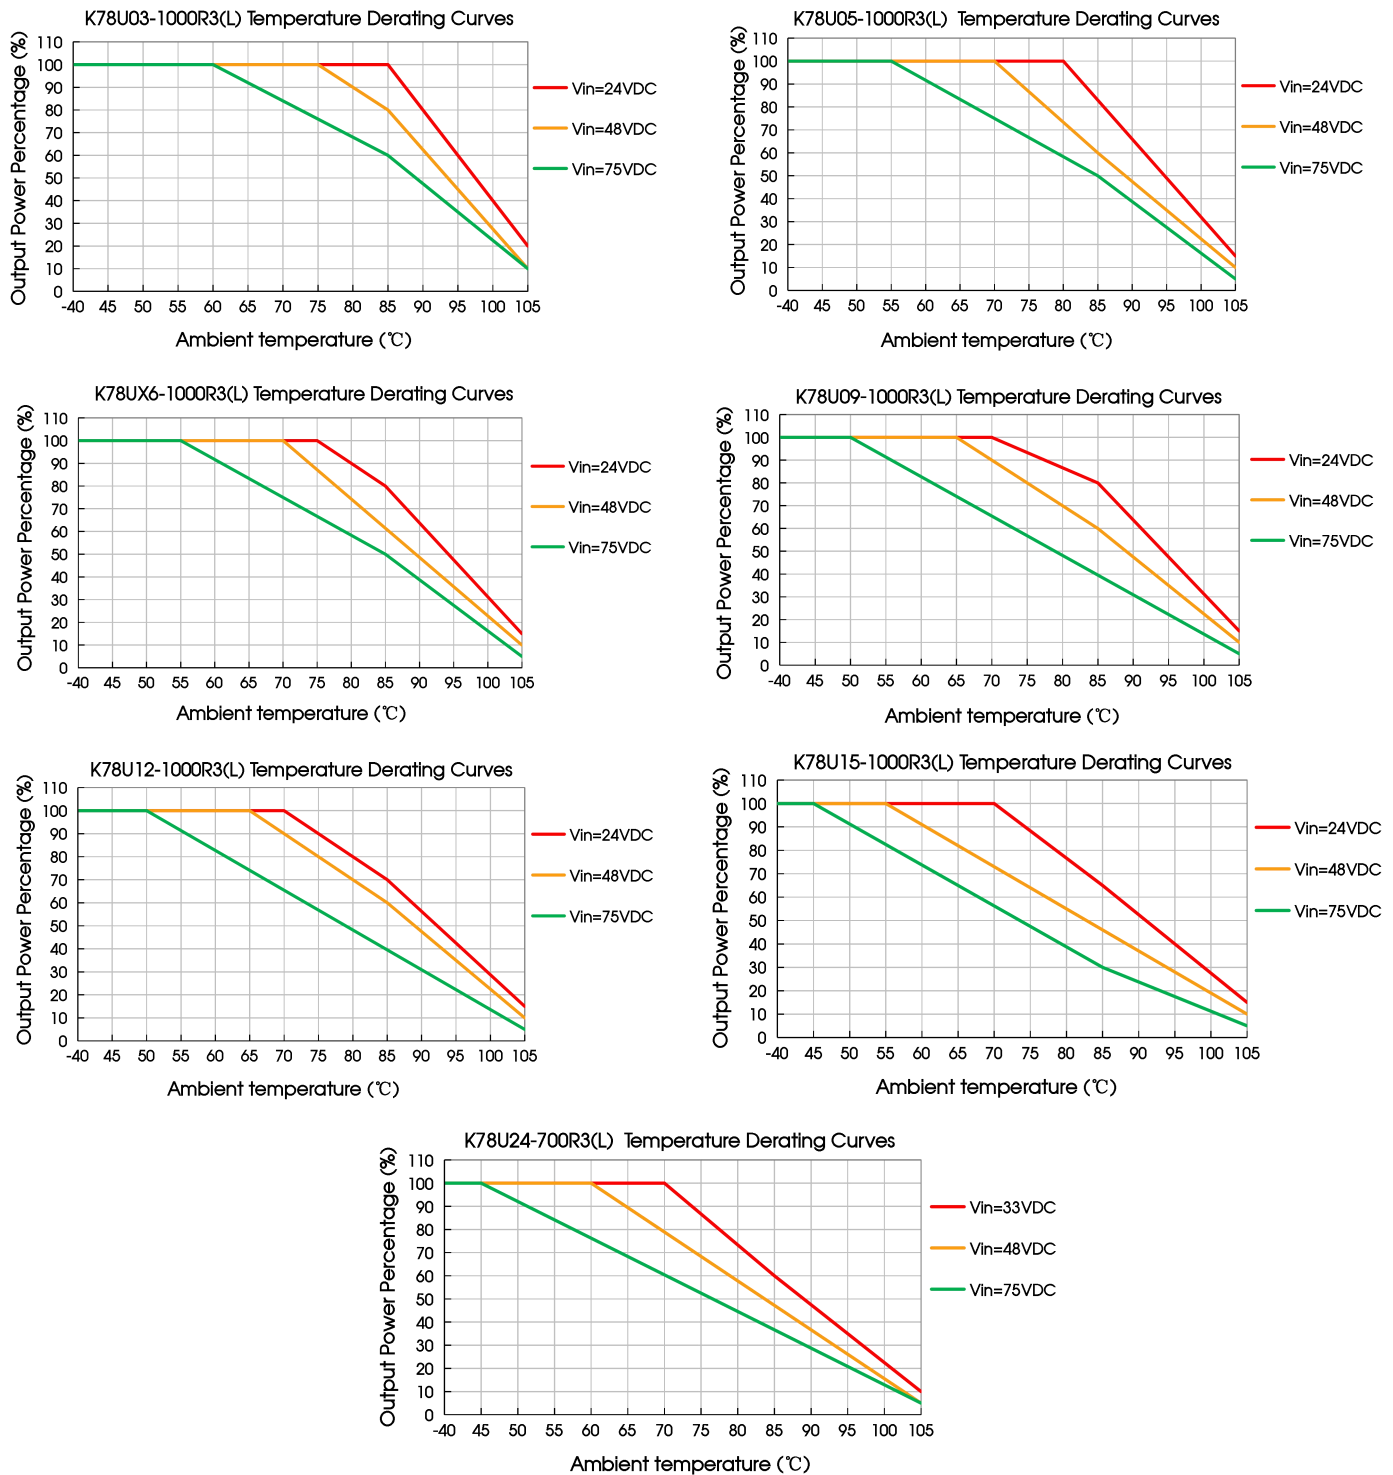 K78U03-1000R3(L) Temperature Derating Curves
Output Power Percentage (%)
110
100
90
80
70
60
50
40
30
20
10
0
-40 45 50 55 60 65 70 75 80 85 90 95 100 105
Ambient temperature (℃)
Vin=24VDC
Vin=48VDC
Vin=75VDC
K78U05-1000R3(L) Temperature Derating Curves
Output Power Percentage (%)
110
100
90
80
70
60
50
40
30
20
10
0
-40 45 50 55 60 65 70 75 80 85 90 95 100 105
Ambient temperature (℃)
Vin=24VDC
Vin=48VDC
Vin=75VDC
K78UX6-1000R3(L) Temperature Derating Curves
Output Power Percentage (%)
110
100
90
80
70
60
50
40
30
20
10
0
-40 45 50 55 60 65 70 75 80 85 90 95 100 105
Ambient temperature (℃)
Vin=24VDC
Vin=48VDC
Vin=75VDC
K78U09-1000R3(L) Temperature Derating Curves
Output Power Percentage (%)
110
100
90
80
70
60
50
40
30
20
10
0
-40 45 50 55 60 65 70 75 80 85 90 95 100 105
Ambient temperature (℃)
Vin=24VDC
Vin=48VDC
Vin=75VDC
K78U12-1000R3(L) Temperature Derating Curves
Output Power Percentage (%)
110
100
90
80
70
60
50
40
30
20
10
0
-40 45 50 55 60 65 70 75 80 85 90 95 100 105
Ambient temperature (℃)
Vin=24VDC
Vin=48VDC
Vin=75VDC
K78U15-1000R3(L) Temperature Derating Curves
Output Power Percentage (%)
110
100
90
80
70
60
50
40
30
20
10
0
-40 45 50 55 60 65 70 75 80 85 90 95 100 105
Ambient temperature (℃)
Vin=24VDC
Vin=48VDC
Vin=75VDC
K78U24-700R3(L) Temperature Derating Curves
Output Power Percentage (%)
110
100
90
80
70
60
50
40
30
20
10
0
-40 45 50 55 60 65 70 75 80 85 90 95 100 105
Ambient temperature (℃)
Vin=33VDC
Vin=48VDC
Vin=75VDC